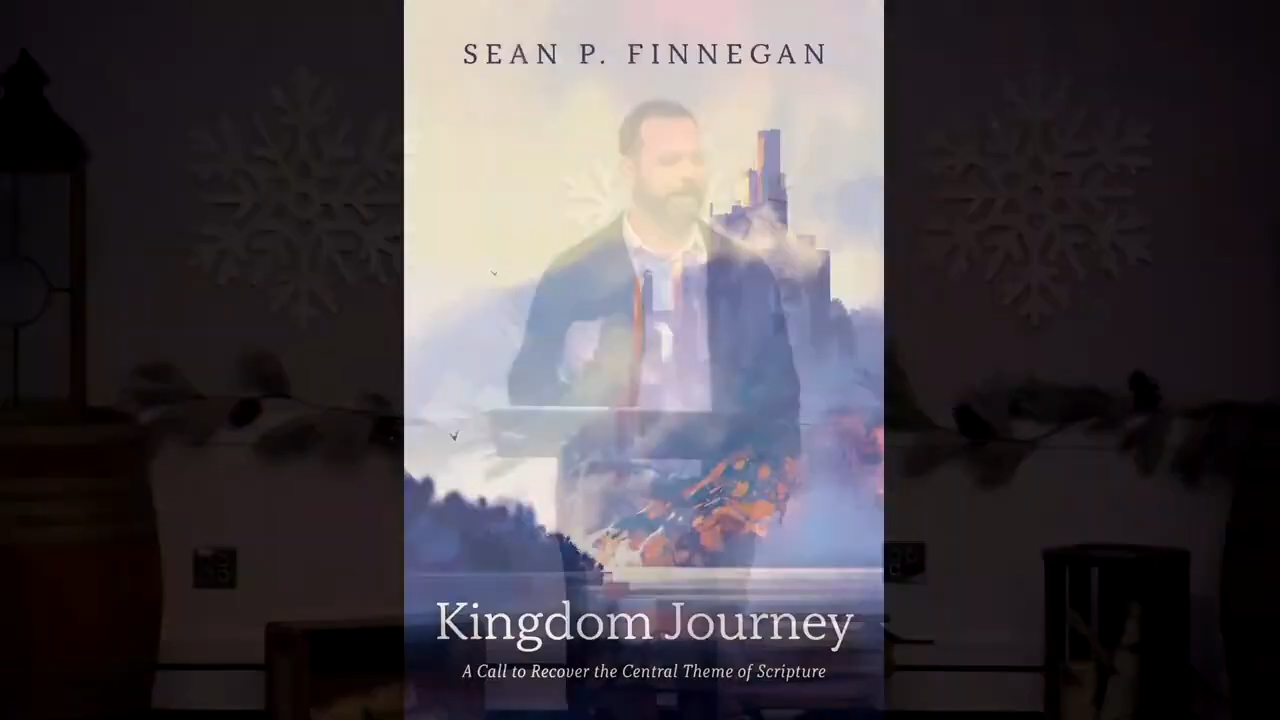 SEAN P. FINNEGAN
Kingdom Journey
A Call to Recover the Central Theme of Scripture